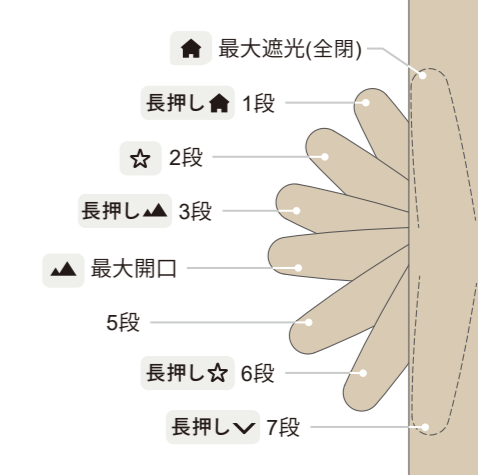 最大遮光(全閉)
長押し 1段
2段
長押し 3段
最大開口
5段
長押し 6段
長押し 7段